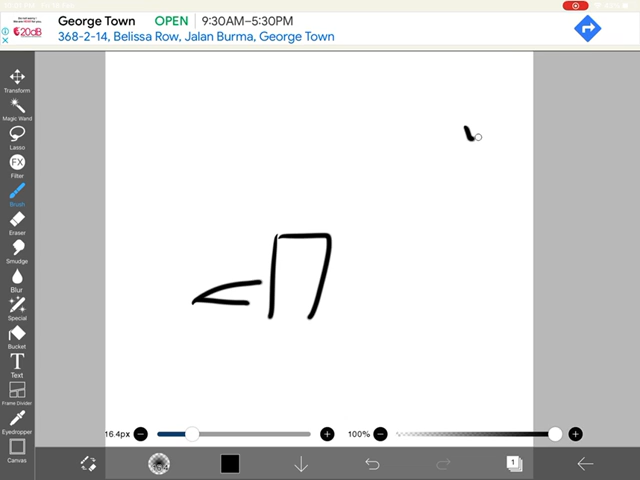 George Town OPEN 9:30AM–5:30PM
368-2-14, Belissa Row, Jalan Burma, George Town
20dB
Transform
Magic Wand
Lasso
FX
Filter
Brush
Eraser
Smudge
Blur
Special
Bucket
T
Text
Frame Divider
Eyedropper
Canvas
16.4px
100%
1